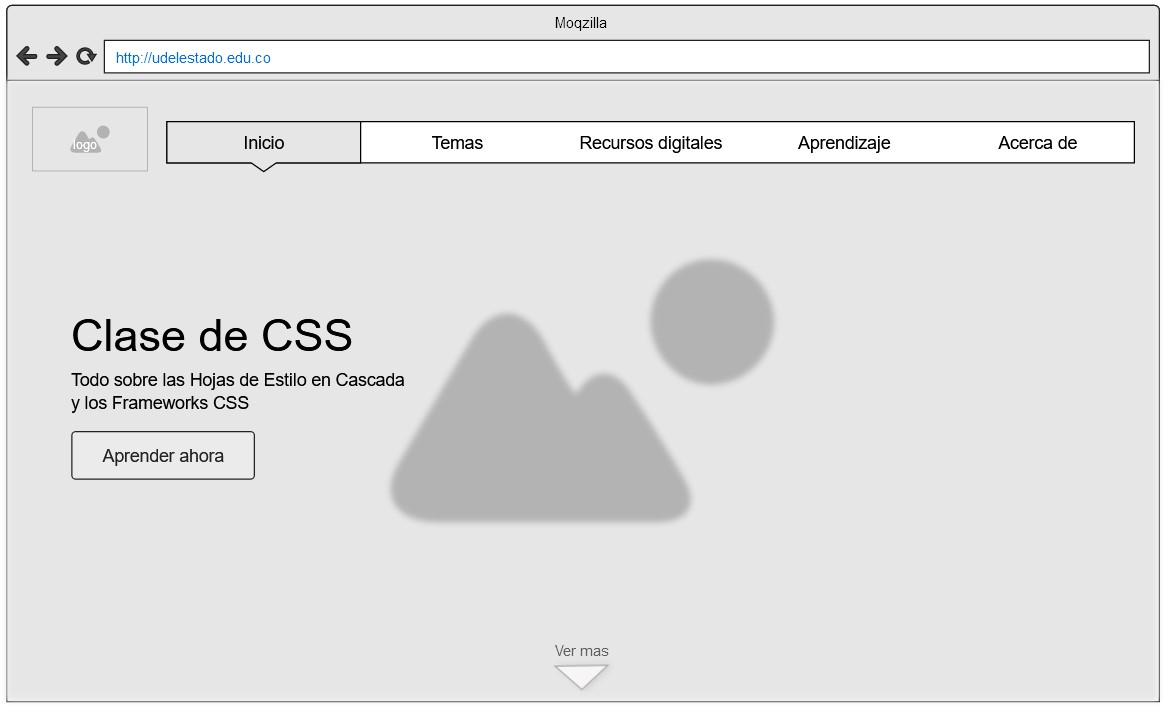 Moqzilla
http://udelestado.edu.co
logo
Inicio Temas Recursos digitales Aprendizaje Acerca de
Clase de CSS
Todo sobre las Hojas de Estilo en Cascada
y los Frameworks CSS
Aprender ahora
Ver mas